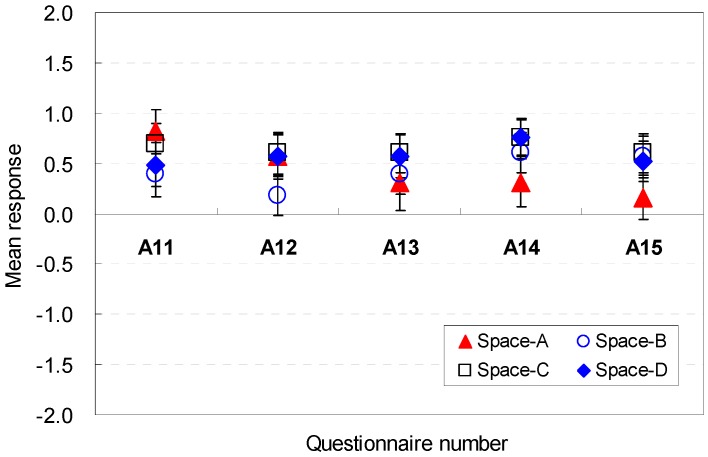 2.0
1.5
1.0
0.5
0.0
-0.5
-1.0
-1.5
-2.0
Mean response
A11 A12 A13 A14 A15
Space-A Space-B
Space-C Space-D
Questionnaire number